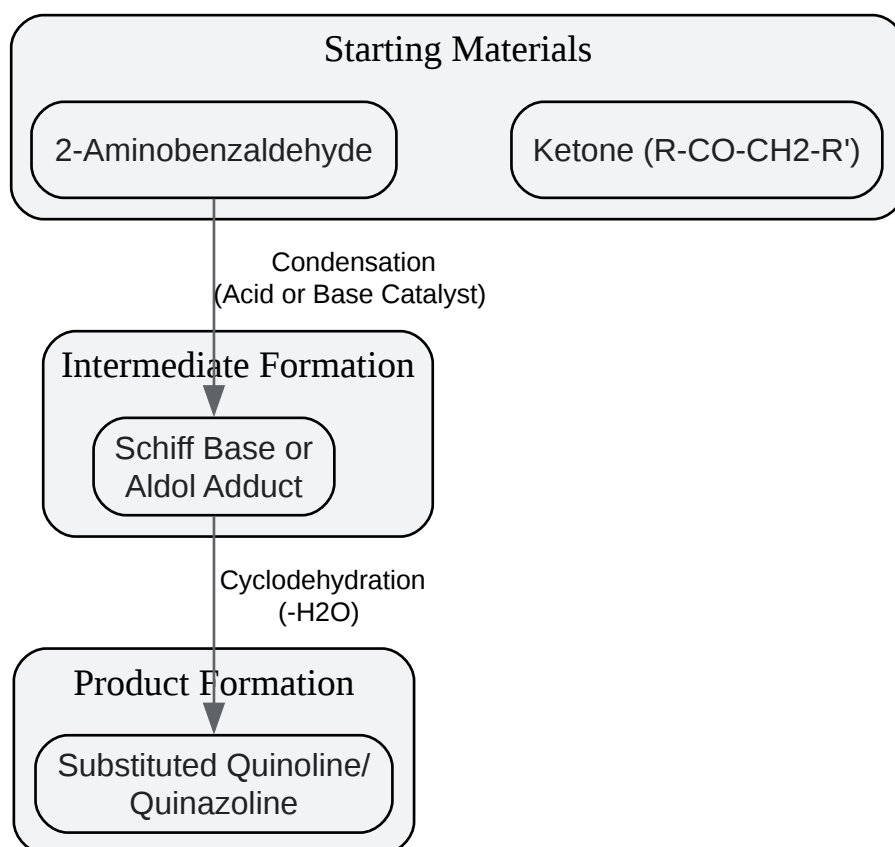 Starting Materials
2-Aminobenzaldehyde
Ketone (R-CO-CH2-R')
Condensation
(Acid or Base Catalyst)
Intermediate Formation
Schiff Base or
Aldol Adduct
Cyclodehydration
(-H2O)
Product Formation
Substituted Quinoline/
Quinazoline